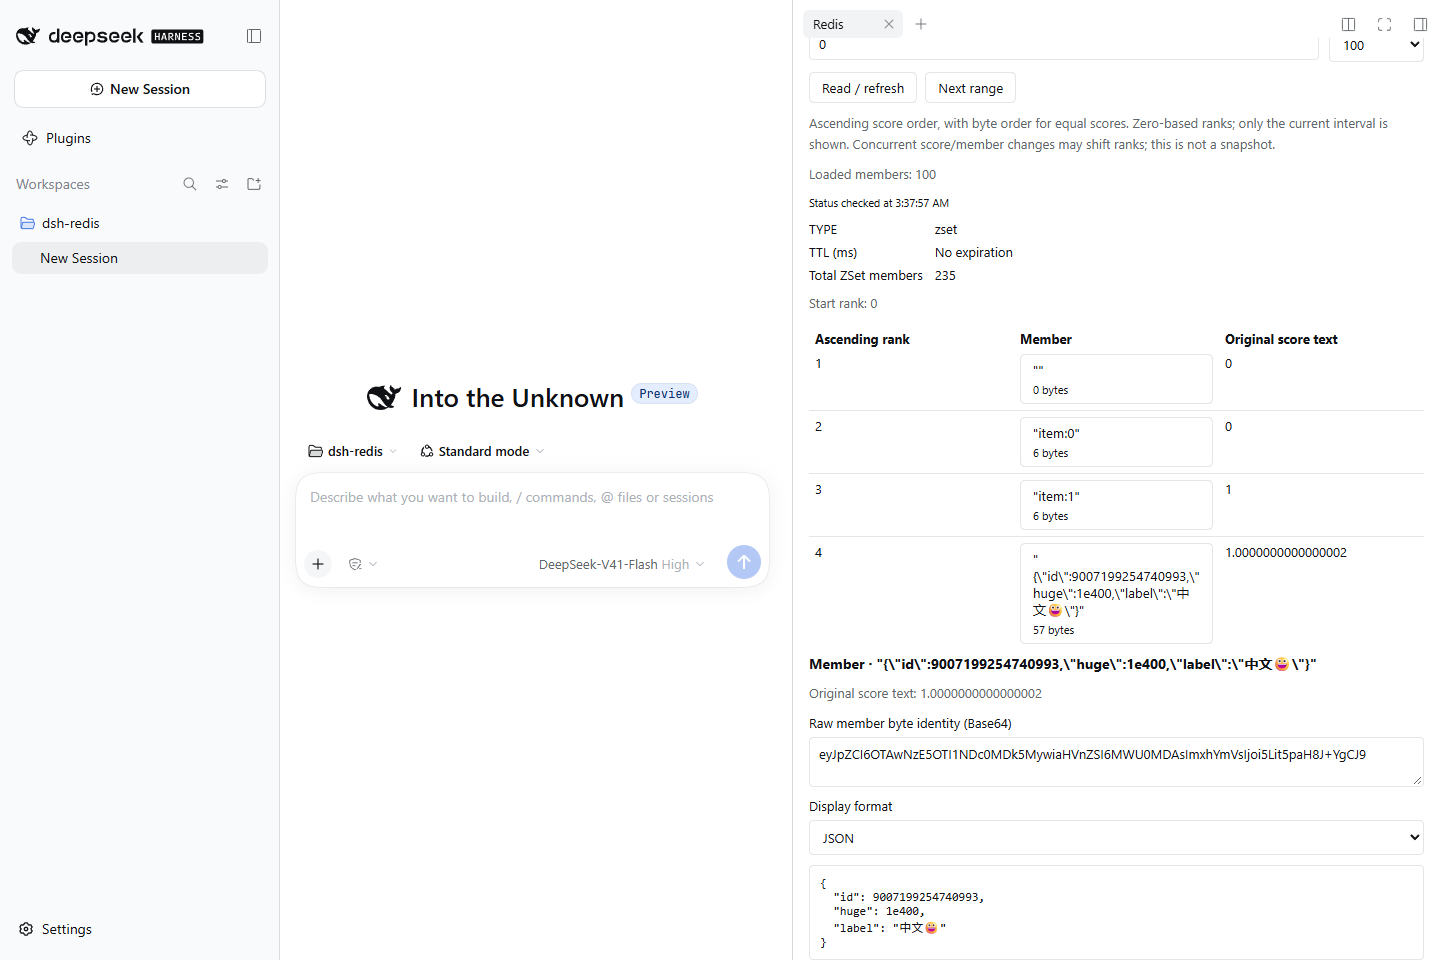 deepseek HARNESS
New Session
Plugins
Workspaces
dsh-redis
New Session
Settings
Into the Unknown Preview
dsh-redis Standard mode
Describe what you want to build, / commands, @ files or sessions
DeepSeek-V41-Flash High
Redis
0 100
Read / refresh Next range
Ascending score order, with byte order for equal scores. Zero-based ranks; only the current interval is
shown. Concurrent score/member changes may shift ranks; this is not a snapshot.
Loaded members: 100
Status checked at 3:37:57 AM
TYPE zset
TTL (ms) No expiration
Total ZSet members 235
Start rank: 0
Ascending rank Member Original score text
1 "" 0
0 bytes
2 "item:0" 0
6 bytes
3 "item:1" 1
6 bytes
4 " 1.0000000000000002
{\"id\":9007199254740993,\"
huge\":1e400,\"label\":\"中
文😀\"}"
57 bytes
Member · "{\"id\":9007199254740993,\"huge\":1e400,\"label\":\"中文😀\"}"
Original score text: 1.0000000000000002
Raw member byte identity (Base64)
eyJpZCI6OTAwNzE5OTI1NDc0MDk5MywiaHVnZSI6MWU0MDAsImxhYmVsIjoi5Lit5paH8J+YgCJ9
Display format
JSON
{
"id": 9007199254740993,
"huge": 1e400,
"label": "中文😀"
}